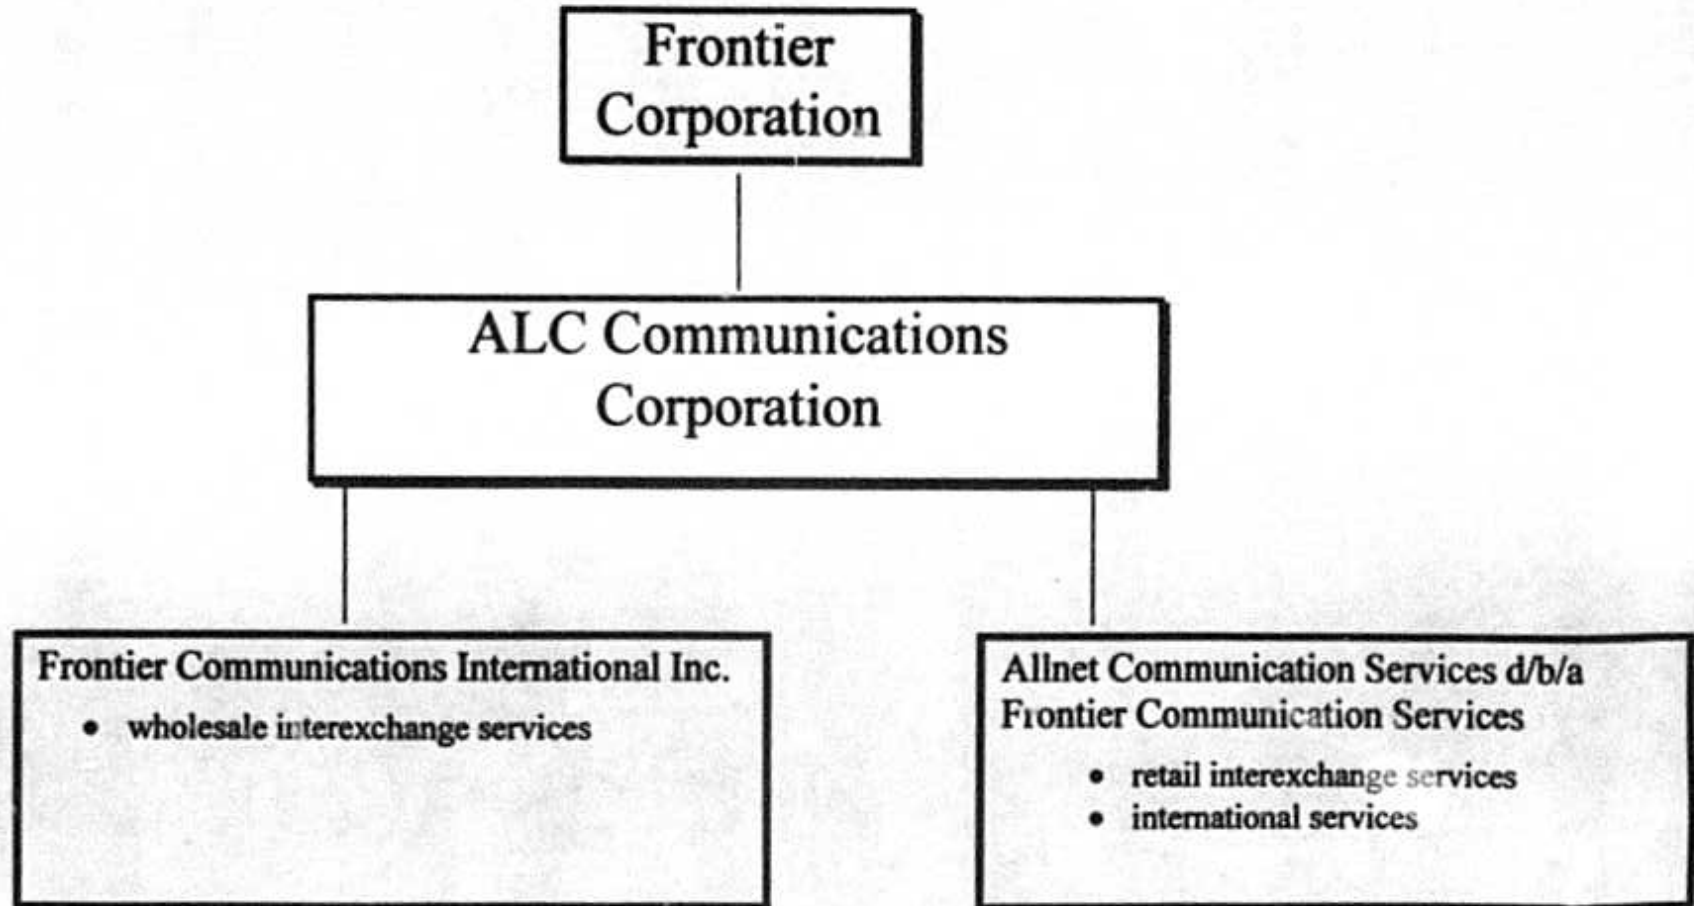 Frontier
Corporation
ALC Communications
Corporation
Frontier Communications International Inc.
• wholesale interexchange services
Allnet Communication Services d/b/a
Frontier Communication Services
• retail interexchange services
• international services